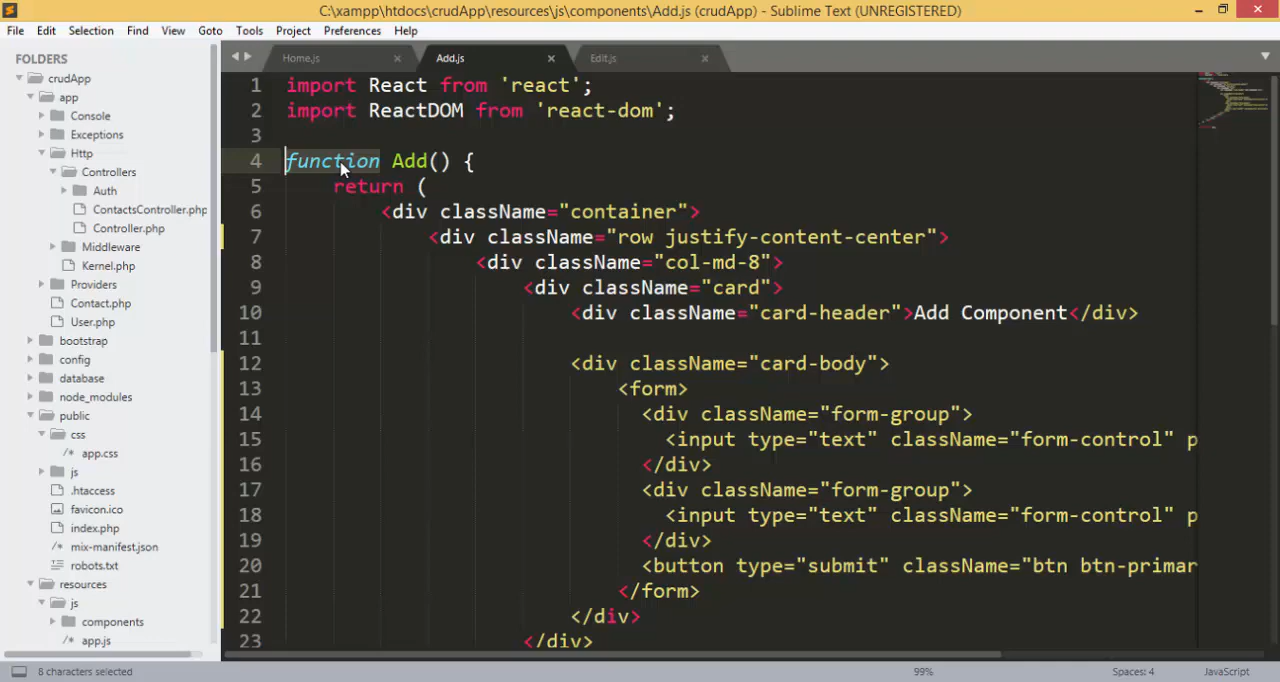 C:\xampp\htdocs\crudApp\resources\js\components\Add.js (crudApp) - Sublime Text (UNREGISTERED)
File Edit Selection Find View Goto Tools Project Preferences Help
FOLDERS
crudApp
app
Console
Exceptions
Http
Controllers
Auth
ContactsController.php
Controller.php
Middleware
Kernel.php
Providers
Contact.php
User.php
bootstrap
config
database
node_modules
public
css
app.css
js
.htaccess
favicon.ico
index.php
mix-manifest.json
robots.txt
resources
js
components
app.js
Home.js Add.js Edit.js
1 import React from 'react';
2 import ReactDOM from 'react-dom';
3
4 function Add() {
5 return (
6 <div className="container">
7 <div className="row justify-content-center">
8 <div className="col-md-8">
9 <div className="card">
10 <div className="card-header">Add Component</div>
11
12 <div className="card-body">
13 <form>
14 <div className="form-group">
15 <input type="text" className="form-control" p
16 </div>
17 <div className="form-group">
18 <input type="text" className="form-control" p
19 </div>
20 <button type="submit" className="btn btn-primar
21 </form>
22 </div>
23 </div>
8 characters selected 99% Spaces: 4 JavaScript